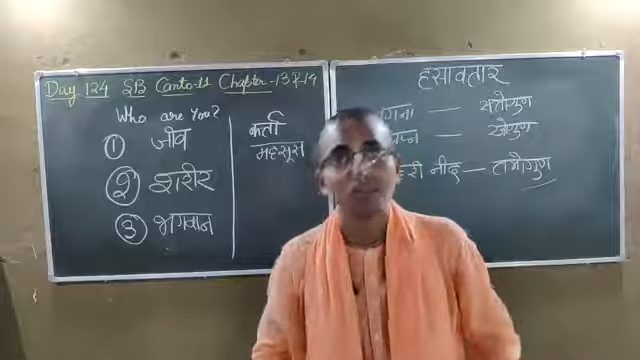 Day 124 SB Canto-11 Chapter-13&14
Who are you?
① जीव
② शरीर
③ भगवान
कर्ता
महसूस
हंसावतार
गना — सतोगुण
प्न — रजोगुण
री नींद — तमोगुण